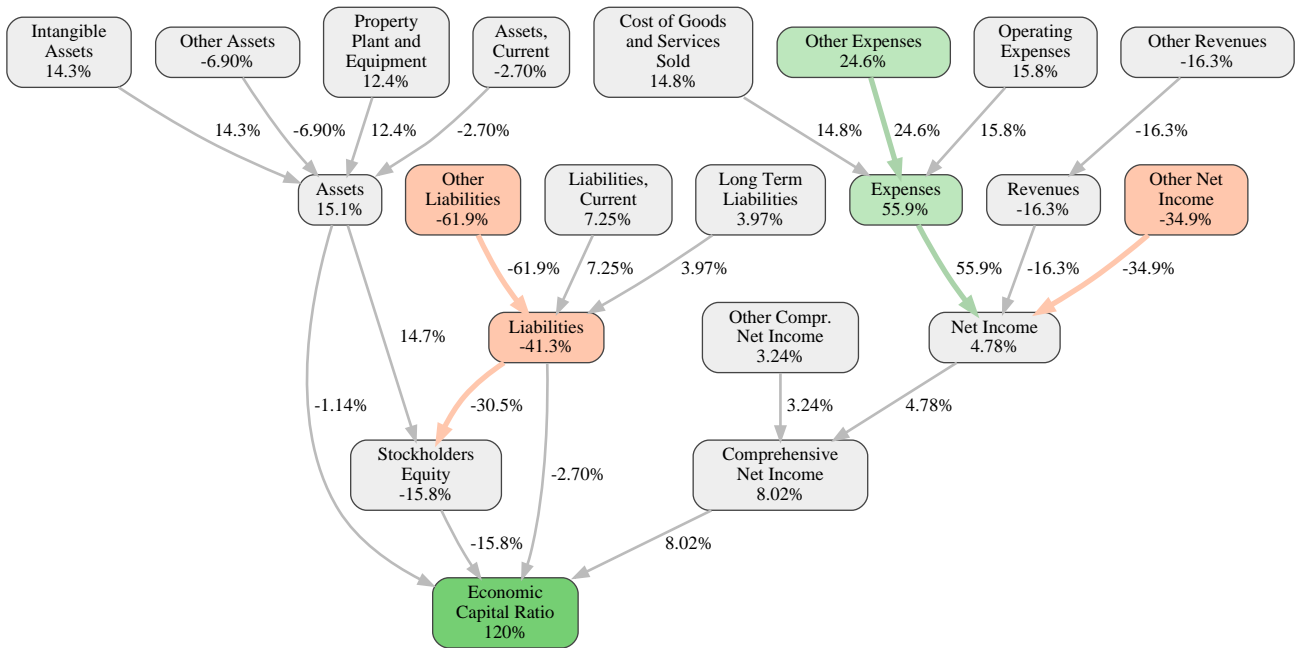 Intangible
Assets
14.3%
Other Assets
-6.90%
Property
Plant and
Equipment
12.4%
Assets,
Current
-2.70%
Cost of Goods
and Services
Sold
14.8%
Other Expenses
24.6%
Operating
Expenses
15.8%
Other Revenues
-16.3%
14.3%
-6.90%
12.4%
-2.70%
14.8%
24.6%
15.8%
-16.3%
Assets
15.1%
Other
Liabilities
-61.9%
Liabilities,
Current
7.25%
Long Term
Liabilities
3.97%
Expenses
55.9%
Revenues
-16.3%
Other Net
Income
-34.9%
-61.9%
7.25%
3.97%
55.9%
-16.3%
-34.9%
14.7%
Liabilities
-41.3%
Other Compr.
Net Income
3.24%
Net Income
4.78%
-1.14%
-30.5%
3.24%
4.78%
Stockholders
Equity
-15.8%
-2.70%
Comprehensive
Net Income
8.02%
-15.8%
8.02%
Economic
Capital Ratio
120%